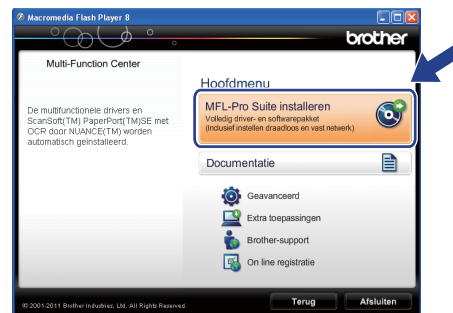 Macromedia Flash Player 8
brother
Multi-Function Center
De multifunctionele drivers en
ScanSoft(TM) PaperPort(TM)SE met
OCR door NUANCE(TM) worden
automatisch geïnstalleerd.
Hoofdmenu
MFL-Pro Suite installeren
Volledig driver- en softwarepakket
(Inclusief instellen draadloos en vast netwerk)
Documentatie
Geavanceerd
Extra toepassingen
Brother-support
On line registratie
© 2001-2011 Brother Industries, Ltd. All Rights Reserved.
Terug
Afsluiten